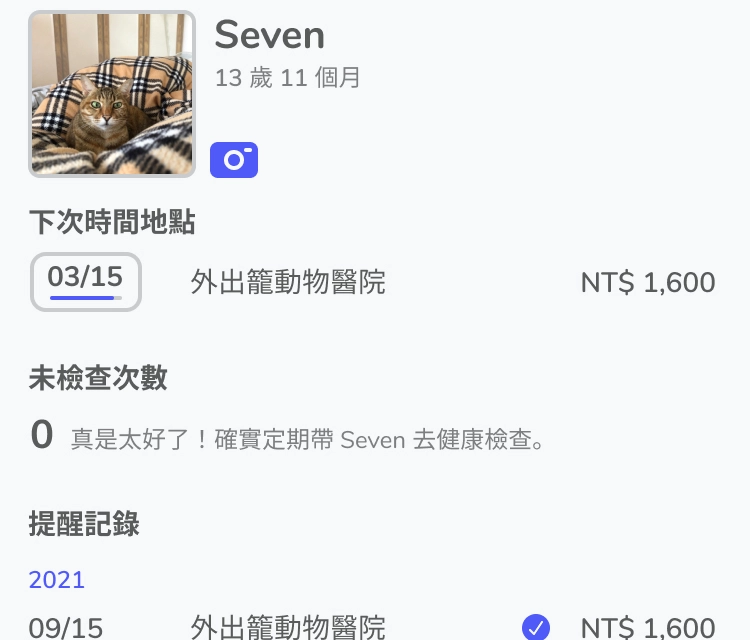 Seven
13 歲 11 個月
下次時間地點
03/15 外出籠動物醫院 NT$ 1,600
未檢查次數
0 真是太好了！確實定期帶 Seven 去健康檢查。
提醒記錄
2021
09/15 外出籠動物醫院 NT$ 1,600